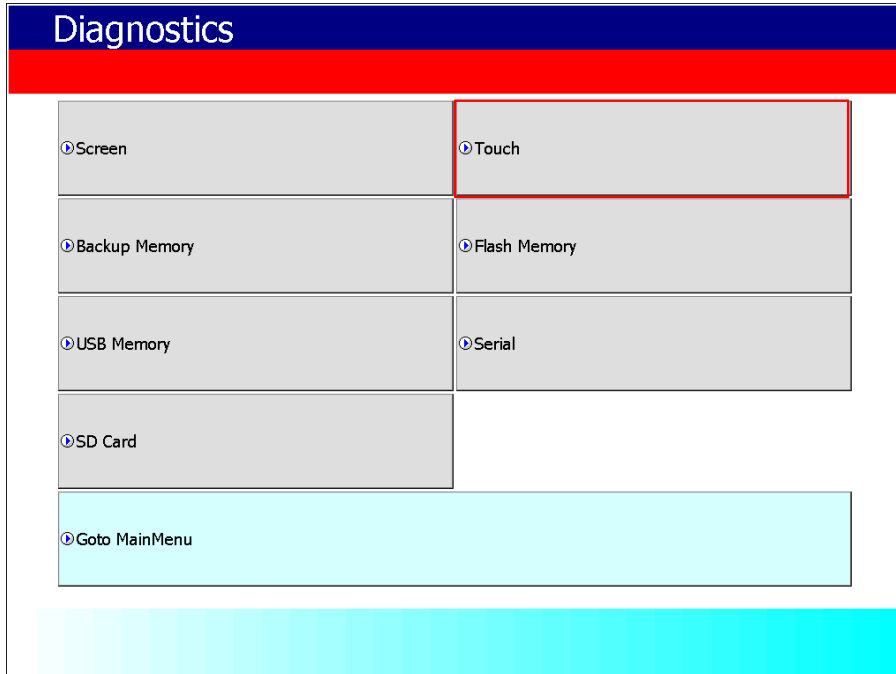 Diagnostics
Screen
Touch
Backup Memory
Flash Memory
USB Memory
Serial
SD Card
Goto MainMenu